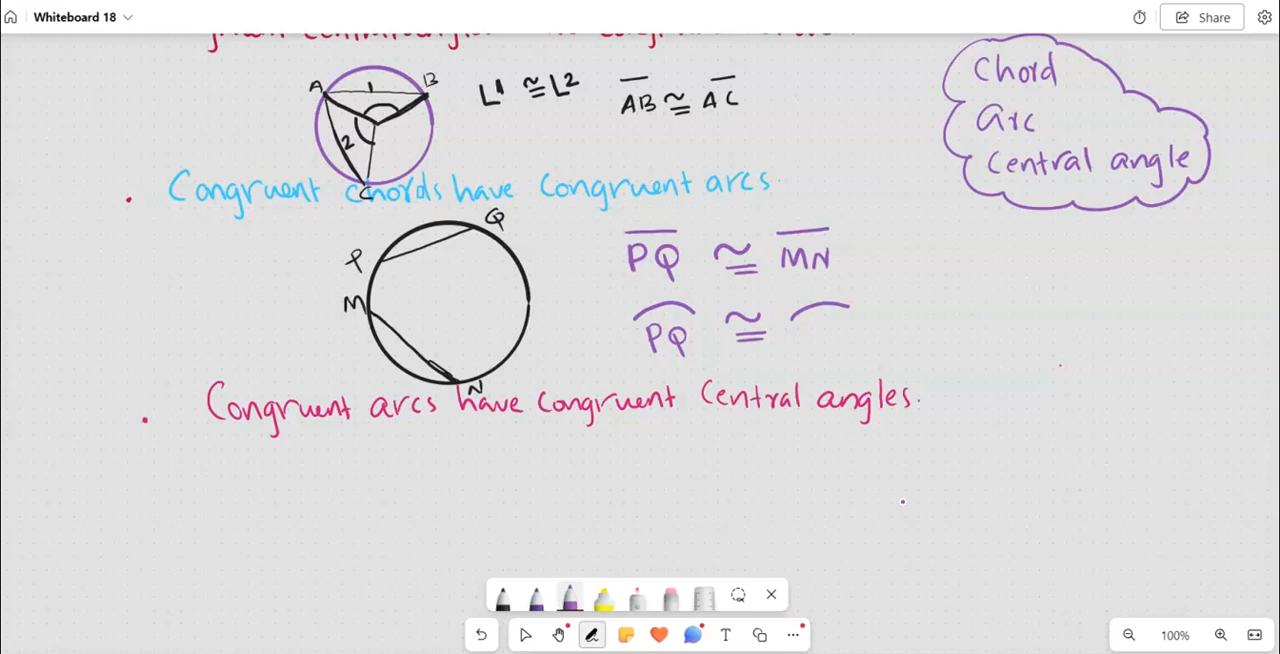 Whiteboard 18
Share
Chord
arc
Central angle
A B
1
2
C
∠1 ≅ ∠2 AB ≅ AC
Congruent chords have congruent arcs.
P Q
M
N
PQ ≅ MN
PQ ≅
Congruent arcs have congruent Central angles.
T
100%